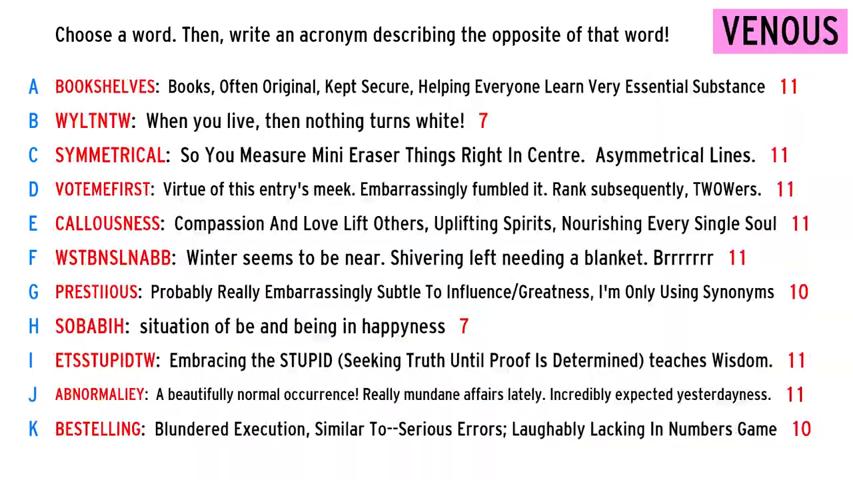 Choose a word. Then, write an acronym describing the opposite of that word!
VENOUS
A BOOKSHELVES: Books, Often Original, Kept Secure, Helping Everyone Learn Very Essential Substance 11
B WYLTNTW: When you live, then nothing turns white! 7
C SYMMETRICAL: So You Measure Mini Eraser Things Right In Centre. Asymmetrical Lines. 11
D VOTEMEFIRST: Virtue of this entry's meek. Embarrassingly fumbled it. Rank subsequently, TWOWers. 11
E CALLOUSNESS: Compassion And Love Lift Others, Uplifting Spirits, Nourishing Every Single Soul 11
F WSTBNSLNABB: Winter seems to be near. Shivering left needing a blanket. Brrrrrrr 11
G PRESTIIOUS: Probably Really Embarrassingly Subtle To Influence/Greatness, I'm Only Using Synonyms 10
H SOBABIH: situation of be and being in happyness 7
I ETSSTUPIDTW: Embracing the STUPID (Seeking Truth Until Proof Is Determined) teaches Wisdom. 11
J ABNORMALIEY: A beautifully normal occurrence! Really mundane affairs lately. Incredibly expected yesterdayness. 11
K BESTELLING: Blundered Execution, Similar To--Serious Errors; Laughably Lacking In Numbers Game 10